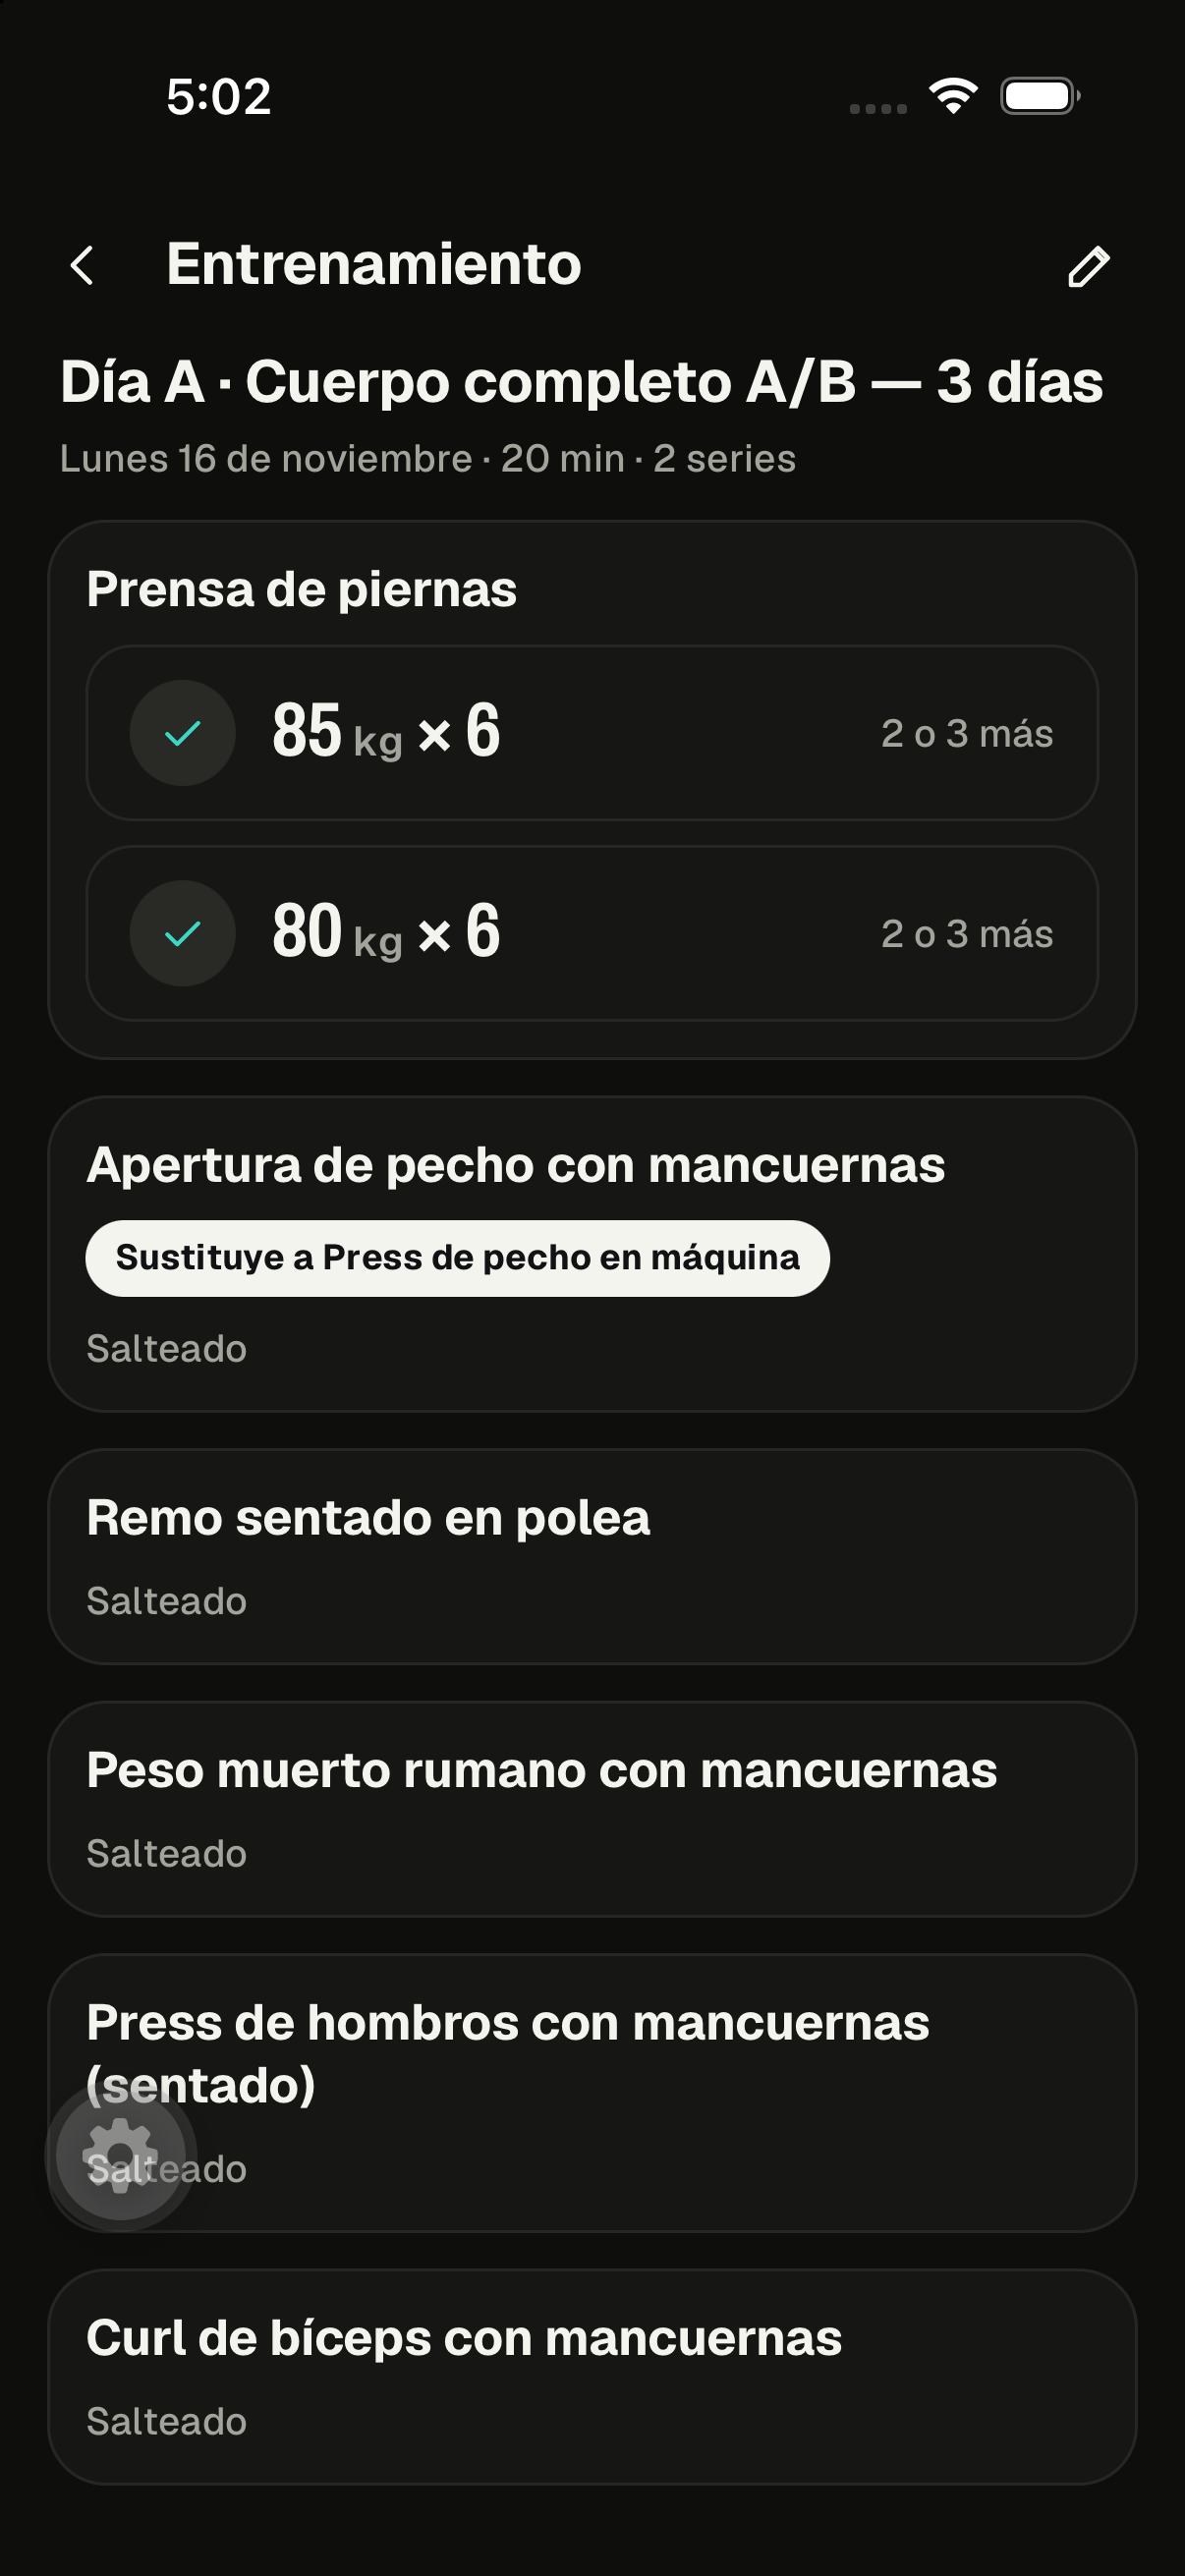 5:02
Entrenamiento
Día A · Cuerpo completo A/B — 3 días
Lunes 16 de noviembre · 20 min · 2 series
Prensa de piernas
85 kg × 6
2 o 3 más
80 kg × 6
2 o 3 más
Apertura de pecho con mancuernas
Sustituye a Press de pecho en máquina
Salteado
Remo sentado en polea
Salteado
Peso muerto rumano con mancuernas
Salteado
Press de hombros con mancuernas
(sentado)
Salteado
Curl de bíceps con mancuernas
Salteado